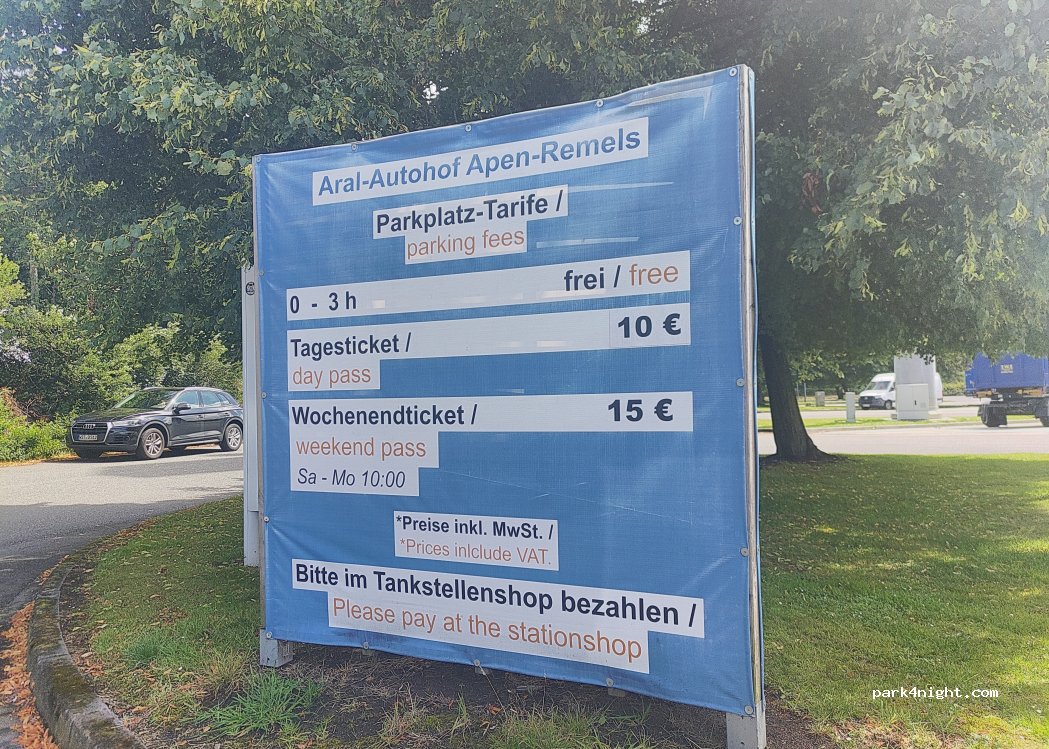 Aral-Autohof Apen-Remels
Parkplatz-Tarife /
parking fees
0 - 3 h frei / free
Tagesticket / 10 €
day pass
Wochenendticket / 15 €
weekend pass
Sa - Mo 10:00
*Preise inkl. MwSt. /
*Prices inlclude VAT.
Bitte im Tankstellenshop bezahlen /
Please pay at the stationshop
park4night.com